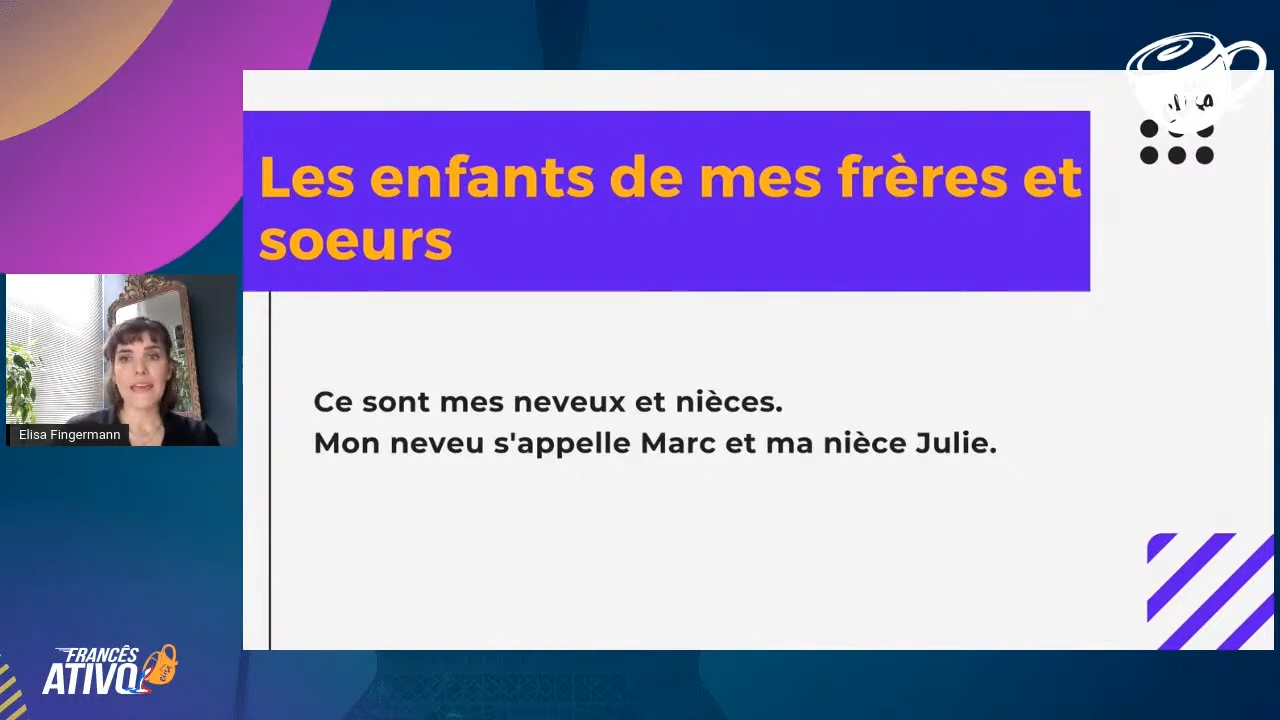 Les enfants de mes frères et
soeurs
Ce sont mes neveux et nièces.
Mon neveu s'appelle Marc et ma nièce Julie.
Elisa Fingermann
FRANCÊS
ATIVO
elisa